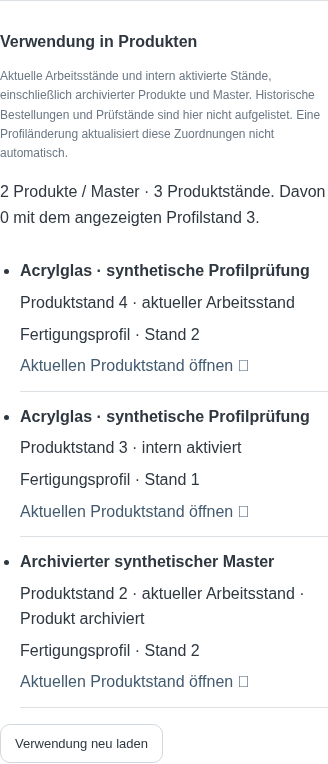 Verwendung in Produkten
Aktuelle Arbeitsstände und intern aktivierte Stände,
einschließlich archivierter Produkte und Master. Historische
Bestellungen und Prüfstände sind hier nicht aufgelistet. Eine
Profiländerung aktualisiert diese Zuordnungen nicht
automatisch.
2 Produkte / Master · 3 Produktstände. Davon
0 mit dem angezeigten Profilstand 3.
• Acrylglas · synthetische Profilprüfung
Produktstand 4 · aktueller Arbeitsstand
Fertigungsprofil · Stand 2
Aktuellen Produktstand öffnen
• Acrylglas · synthetische Profilprüfung
Produktstand 3 · intern aktiviert
Fertigungsprofil · Stand 1
Aktuellen Produktstand öffnen
• Archivierter synthetischer Master
Produktstand 2 · aktueller Arbeitsstand ·
Produkt archiviert
Fertigungsprofil · Stand 2
Aktuellen Produktstand öffnen
Verwendung neu laden